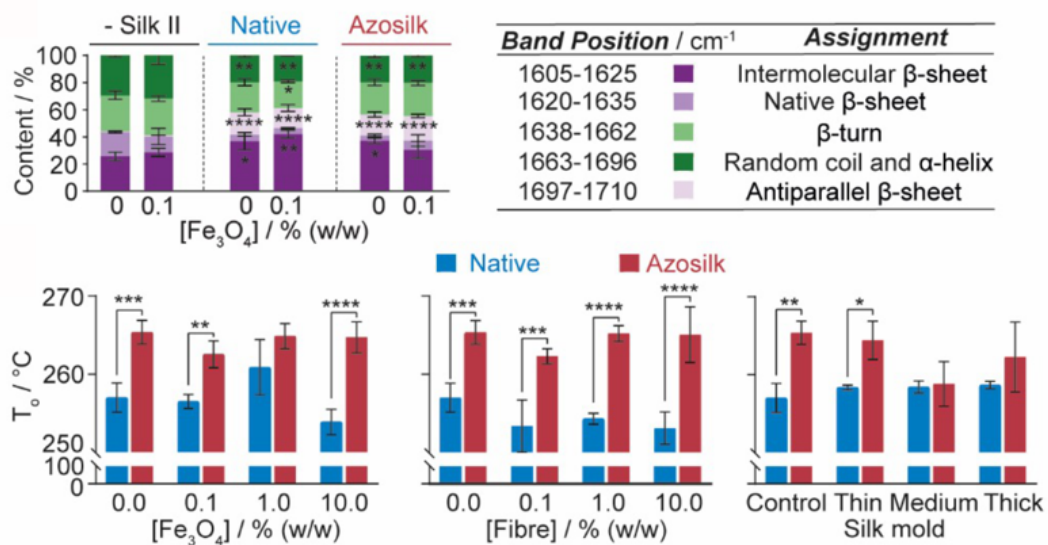 - Silk II Native Azosilk
Content / %
100
80
60
40
20
0
** ** ** **
*
**** **** **** ****
* ** *
0 0.1 0 0.1 0 0.1
[Fe₃O₄] / % (w/w)
Band Position / cm⁻¹ Assignment
1605-1625 Intermolecular β-sheet
1620-1635 Native β-sheet
1638-1662 β-turn
1663-1696 Random coil and α-helix
1697-1710 Antiparallel β-sheet
Native Azosilk
Tₒ / °C
270
260
250
100
0
*** ** ****
0.0 0.1 1.0 10.0
[Fe₃O₄] / % (w/w)
*** *** **** ****
0.0 0.1 1.0 10.0
[Fibre] / % (w/w)
** *
Control Thin Medium Thick
Silk mold